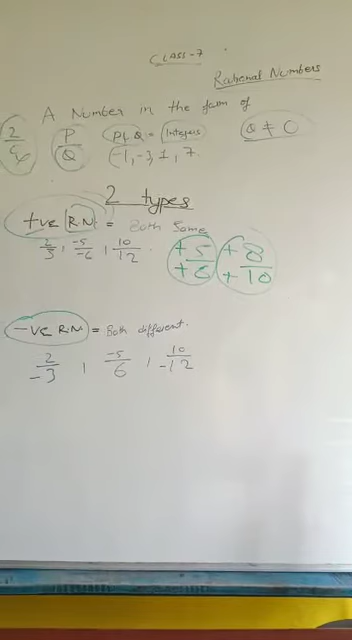 CLASS-7
Rational Numbers
A Number in the form of
2/5 P/Q P,Q = Integers Q ≠ 0
(-1, -3, 1, 7
2 types
+ve R.N. = Both Same
2/3, -5/-6, 10/12. +5/+6 +8/+10
-ve R.N. = Both different.
2/-3, -5/6, 10/-12